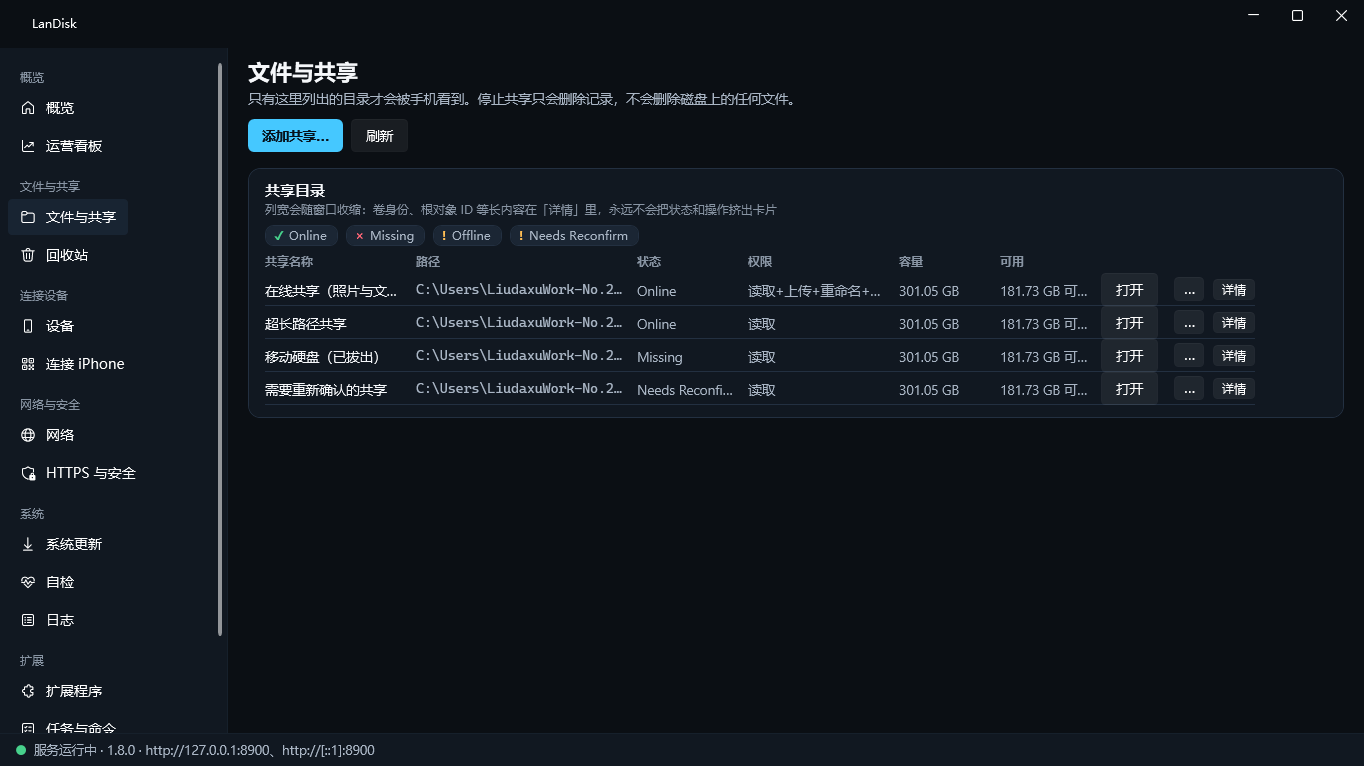 LanDisk
概览
概览
运营看板
文件与共享
文件与共享
回收站
连接设备
设备
连接 iPhone
网络与安全
网络
HTTPS 与安全
系统
系统更新
自检
日志
扩展
扩展程序
任务与命令
文件与共享
只有这里列出的目录才会被手机看到。停止共享只会删除记录，不会删除磁盘上的任何文件。
添加共享... 刷新
共享目录
列宽会随窗口收缩：卷身份、根对象 ID 等长内容在「详情」里，永远不会把状态和操作挤出卡片
✓ Online × Missing ! Offline ! Needs Reconfirm
共享名称 路径 状态 权限 容量 可用
在线共享（照片与文... C:\Users\LiudaxuWork-No.2... Online 读取+上传+重命名+... 301.05 GB 181.73 GB 可... 打开 ... 详情
超长路径共享 C:\Users\LiudaxuWork-No.2... Online 读取 301.05 GB 181.73 GB 可... 打开 ... 详情
移动硬盘（已拔出） C:\Users\LiudaxuWork-No.2... Missing 读取 301.05 GB 181.73 GB 可... 打开 ... 详情
需要重新确认的共享 C:\Users\LiudaxuWork-No.2... Needs Reconfi... 读取 301.05 GB 181.73 GB 可... 打开 ... 详情
服务运行中 · 1.8.0 · http://127.0.0.1:8900、http://[::1]:8900